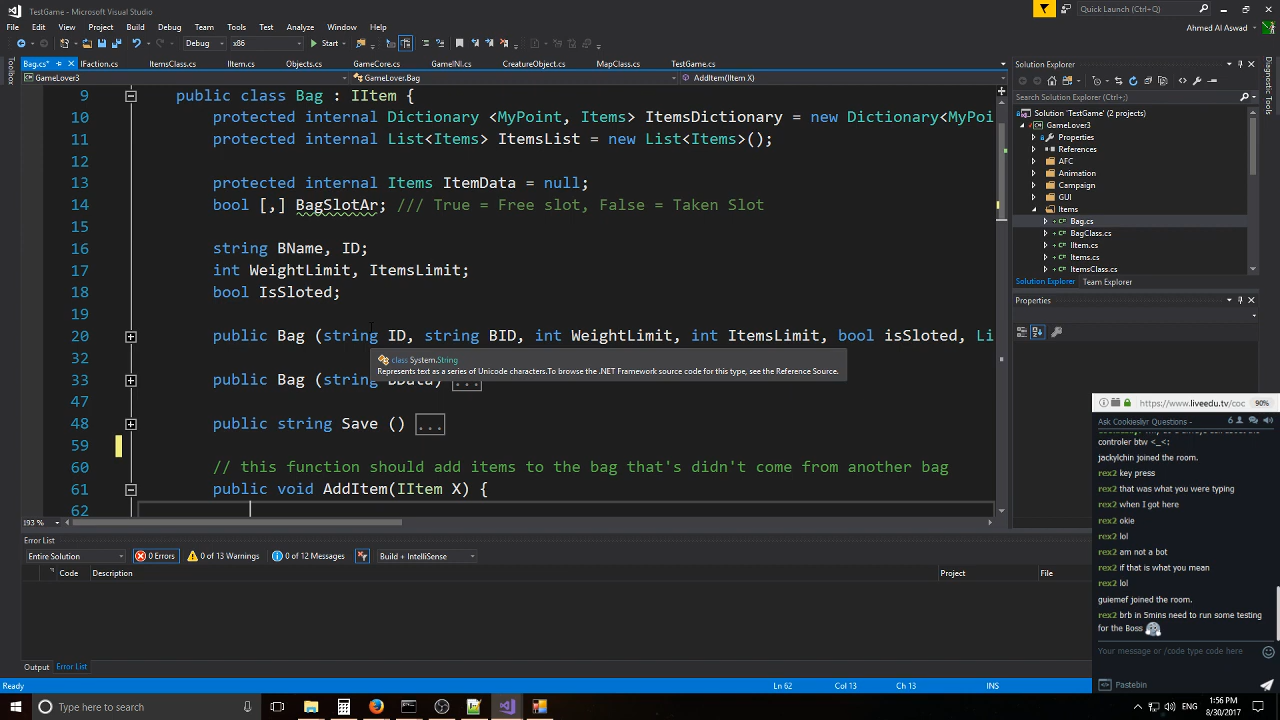 TestGame - Microsoft Visual Studio
Quick Launch (Ctrl+Q)
File Edit View Project Build Debug Team Tools Test Analyze Window Help
Ahmed Al Aswad
Debug x86 Start
Bag.cs* IFaction.cs ItemsClass.cs IItem.cs Objects.cs GameCore.cs GameINI.cs CreatureObject.cs MapClass.cs TestGame.cs
GameLover3 GameLover.Bag AddItem(IItem X)
Toolbox
9 public class Bag : IItem {
10 protected internal Dictionary <MyPoint, Items> ItemsDictionary = new Dictionary<MyPoi
11 protected internal List<Items> ItemsList = new List<Items>();
12
13 protected internal Items ItemData = null;
14 bool [,] BagSlotAr; /// True = Free slot, False = Taken Slot
15
16 string BName, ID;
17 int WeightLimit, ItemsLimit;
18 bool IsSloted;
19
20 public Bag (string ID, string BID, int WeightLimit, int ItemsLimit, bool isSloted, Li
class System.String
Represents text as a series of Unicode characters.To browse the .NET Framework source code for this type, see the Reference Source.
32
33 public Bag (string BData) ...
47
48 public string Save () ...
59
60 // this function should add items to the bag that's didn't come from another bag
61 public void AddItem(IItem X) {
62
193 %
Solution Explorer
Search Solution Explorer (Ctrl+;)
Solution 'TestGame' (2 projects)
GameLover3
Properties
References
AFC
Animation
Campaign
GUI
Items
Bag.cs
BagClass.cs
IItem.cs
Items.cs
ItemsClass.cs
Solution Explorer Team Explorer
Properties
Diagnostic Tools
Error List
Entire Solution 0 Errors 0 of 13 Warnings 0 of 12 Messages Build + IntelliSense
Code Description Project File
Output Error List
Ready Ln 62 Col 13 Ch 13 INS
https://www.liveedu.tv/coc 90%
Ask Cookiesliyr Questions - 6
controler btw <_<:
jackylchin joined the room.
rex2 key press
rex2 that was what you were typing
rex2 when I got here
rex2 okie
rex2 lol
rex2 am not a bot
rex2 if that is what you mean
rex2 lol
guiemef joined the room.
rex2 brb in 5mins need to run some testing
for the Boss
Your message or /code type code here
Pastebin
Type here to search
ENG
1:56 PM
8/30/2017